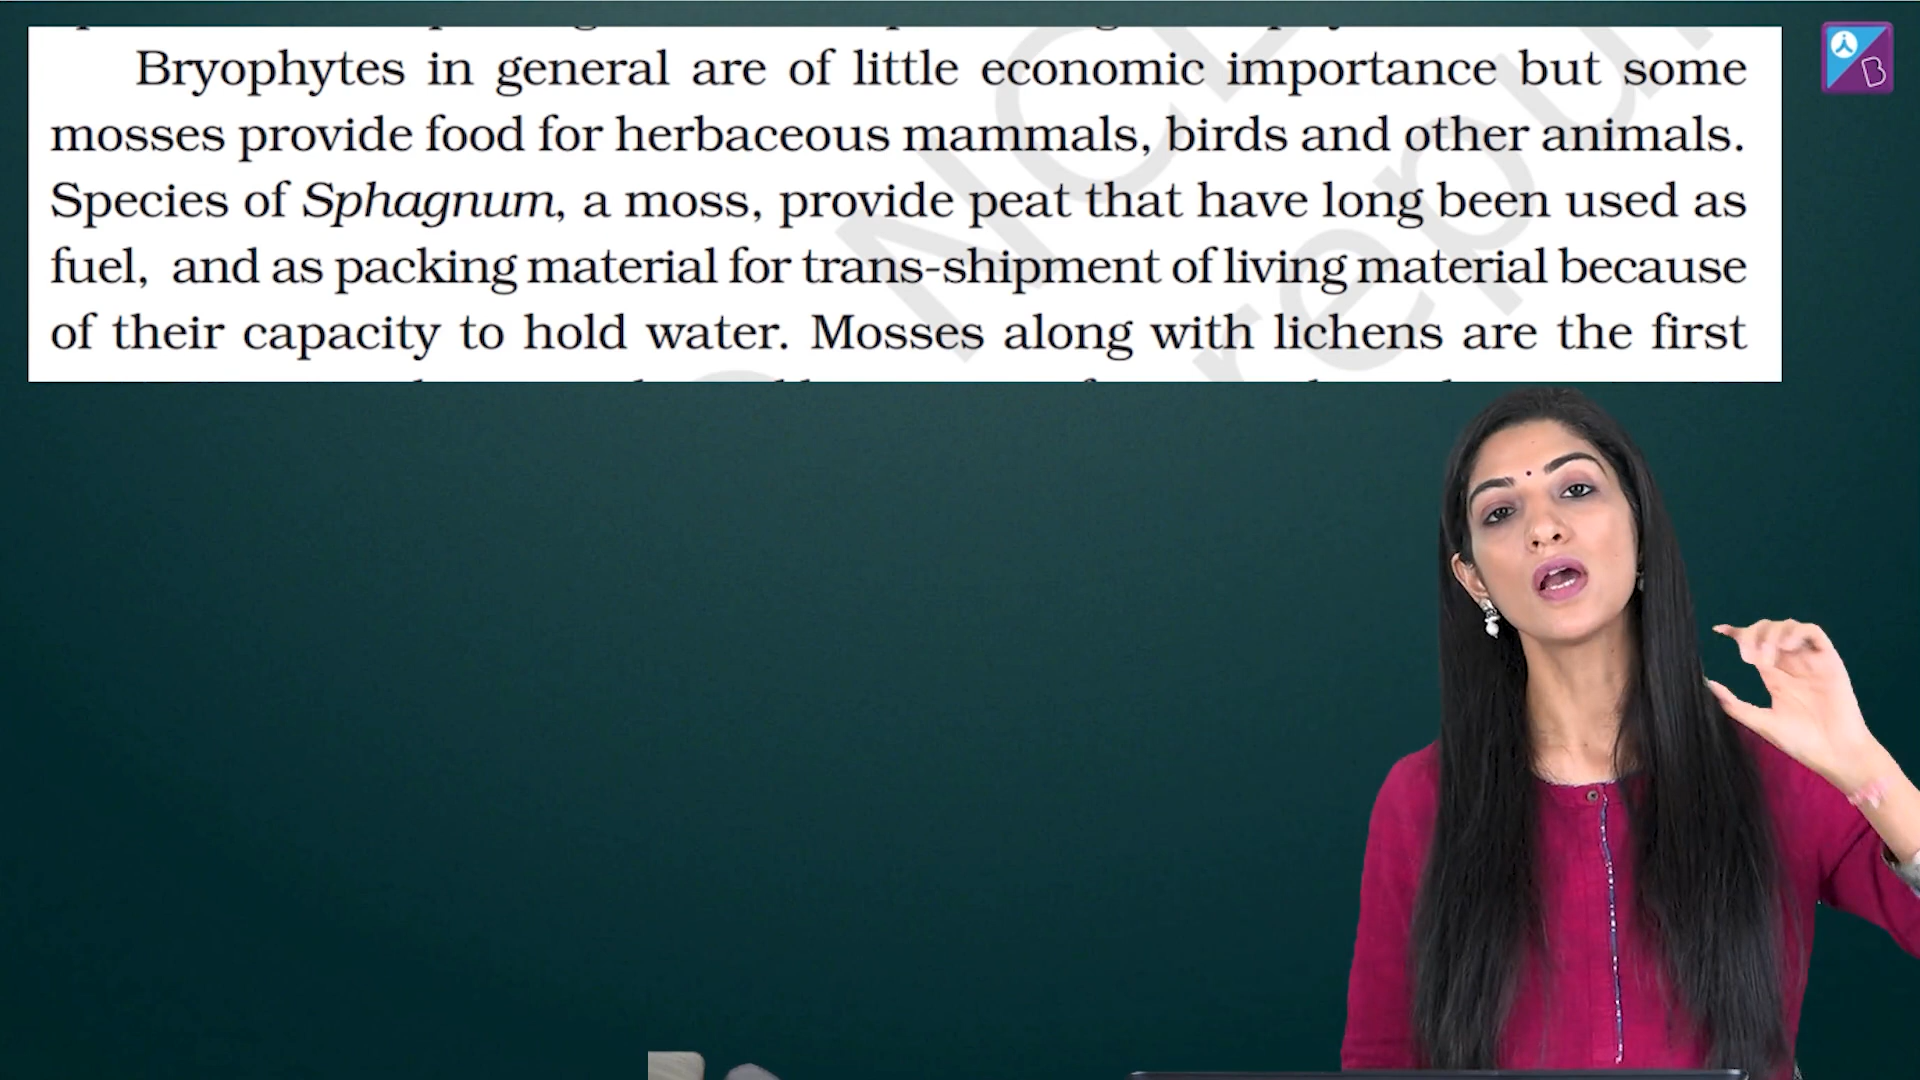 Bryophytes in general are of little economic importance but some
mosses provide food for herbaceous mammals, birds and other animals.
Species of Sphagnum, a moss, provide peat that have long been used as
fuel, and as packing material for trans-shipment of living material because
of their capacity to hold water. Mosses along with lichens are the first
B